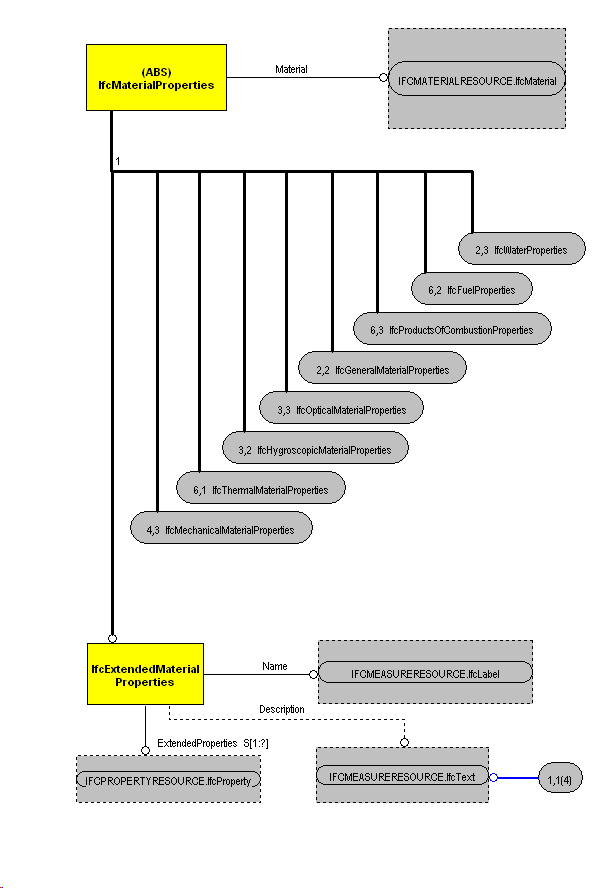 (ABS)
IfcMaterialProperties
Material
IFCMATERIALRESOURCE.IfcMaterial
1
2,3 IfcWaterProperties
6,2 IfcFuelProperties
6,3 IfcProductsOfCombustionProperties
2,2 IfcGeneralMaterialProperties
3,3 IfcOpticalMaterialProperties
3,2 IfcHygroscopicMaterialProperties
6,1 IfcThermalMaterialProperties
4,3 IfcMechanicalMaterialProperties
IfcExtendedMaterial
Properties
Name
IFCMEASURERESOURCE.IfcLabel
Description
ExtendedProperties S[1:?]
IFCPROPERTYRESOURCE.IfcProperty
IFCMEASURERESOURCE.IfcText
1,1(4)